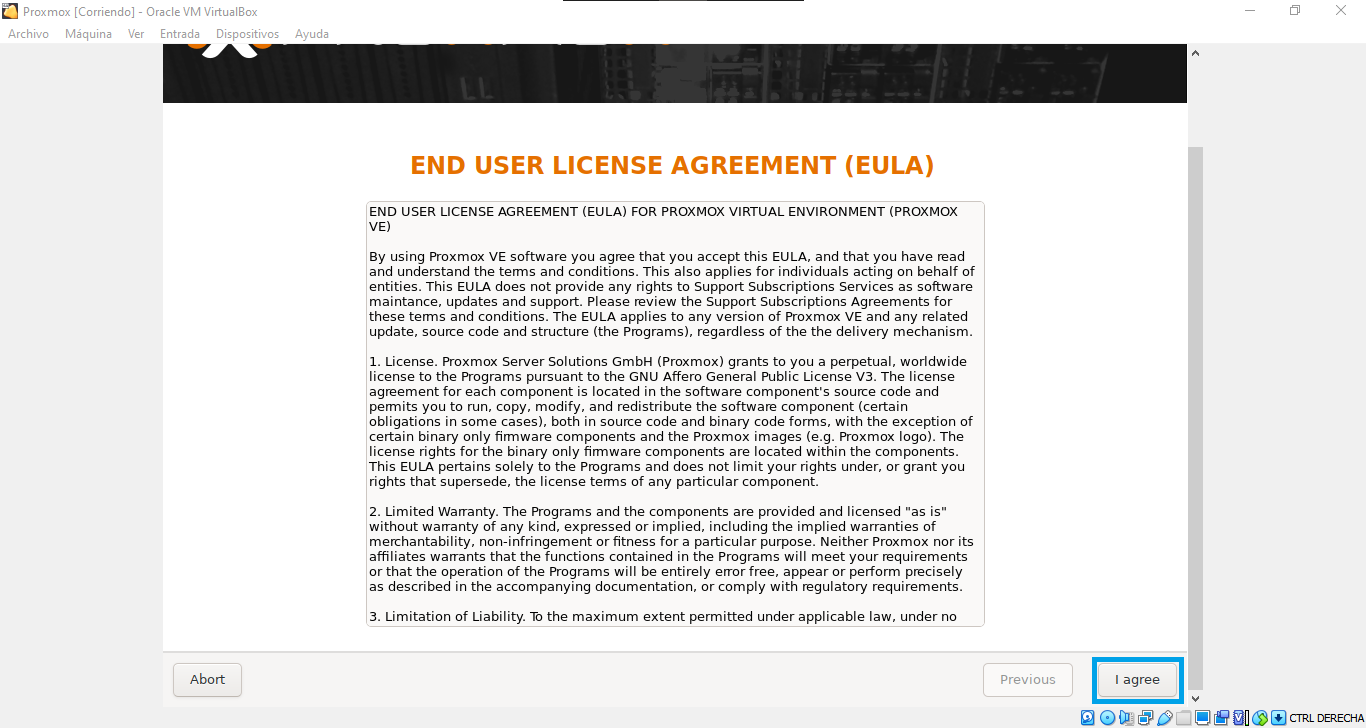 Proxmox [Corriendo] - Oracle VM VirtualBox
Archivo Máquina Ver Entrada Dispositivos Ayuda
END USER LICENSE AGREEMENT (EULA)
END USER LICENSE AGREEMENT (EULA) FOR PROXMOX VIRTUAL ENVIRONMENT (PROXMOX
VE)
By using Proxmox VE software you agree that you accept this EULA, and that you have read
and understand the terms and conditions. This also applies for individuals acting on behalf of
entities. This EULA does not provide any rights to Support Subscriptions Services as software
maintance, updates and support. Please review the Support Subscriptions Agreements for
these terms and conditions. The EULA applies to any version of Proxmox VE and any related
update, source code and structure (the Programs), regardless of the the delivery mechanism.
1. License. Proxmox Server Solutions GmbH (Proxmox) grants to you a perpetual, worldwide
license to the Programs pursuant to the GNU Affero General Public License V3. The license
agreement for each component is located in the software component's source code and
permits you to run, copy, modify, and redistribute the software component (certain
obligations in some cases), both in source code and binary code forms, with the exception of
certain binary only firmware components and the Proxmox images (e.g. Proxmox logo). The
license rights for the binary only firmware components are located within the components.
This EULA pertains solely to the Programs and does not limit your rights under, or grant you
rights that supersede, the license terms of any particular component.
2. Limited Warranty. The Programs and the components are provided and licensed "as is"
without warranty of any kind, expressed or implied, including the implied warranties of
merchantability, non-infringement or fitness for a particular purpose. Neither Proxmox nor its
affiliates warrants that the functions contained in the Programs will meet your requirements
or that the operation of the Programs will be entirely error free, appear or perform precisely
as described in the accompanying documentation, or comply with regulatory requirements.
3. Limitation of Liability. To the maximum extent permitted under applicable law, under no
Abort Previous I agree
CTRL DERECHA